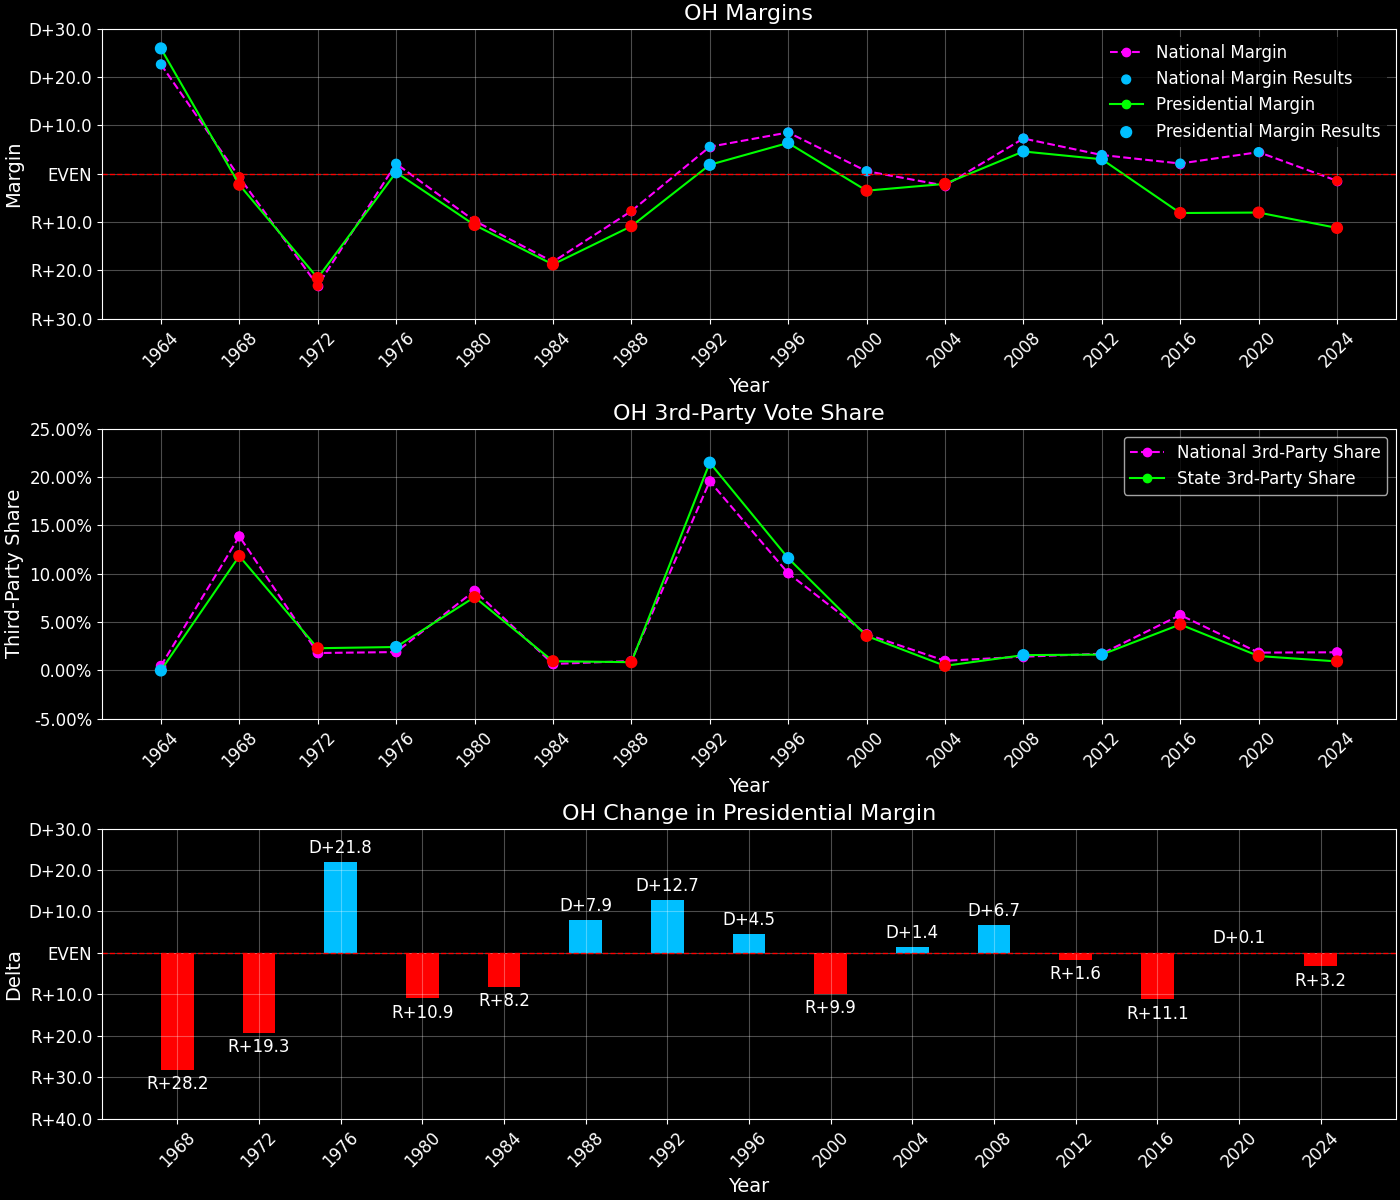 OH Margins
D+30.0
D+20.0
D+10.0
EVEN
R+10.0
R+20.0
R+30.0
Margin
National Margin
National Margin Results
Presidential Margin
Presidential Margin Results
1964 1968 1972 1976 1980 1984 1988 1992 1996 2000 2004 2008 2012 2016 2020 2024
Year
OH 3rd-Party Vote Share
25.00%
20.00%
15.00%
10.00%
5.00%
0.00%
-5.00%
Third-Party Share
National 3rd-Party Share
State 3rd-Party Share
1964 1968 1972 1976 1980 1984 1988 1992 1996 2000 2004 2008 2012 2016 2020 2024
Year
OH Change in Presidential Margin
D+30.0
D+20.0
D+10.0
EVEN
R+10.0
R+20.0
R+30.0
R+40.0
Delta
R+28.2
R+19.3
D+21.8
R+10.9
R+8.2
D+7.9
D+12.7
D+4.5
R+9.9
D+1.4
D+6.7
R+1.6
R+11.1
D+0.1
R+3.2
1968 1972 1976 1980 1984 1988 1992 1996 2000 2004 2008 2012 2016 2020 2024
Year